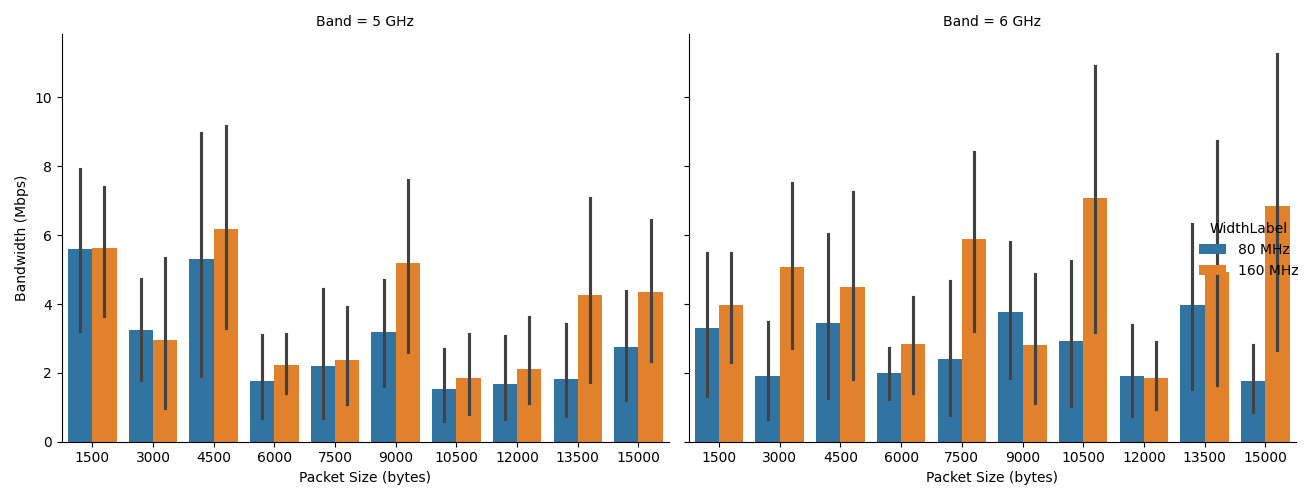 Band = 5 GHz
Band = 6 GHz
Bandwidth (Mbps)
10
8
6
4
2
0
WidthLabel
80 MHz
160 MHz
1500 3000 4500 6000 7500 9000 10500 12000 13500 15000
1500 3000 4500 6000 7500 9000 10500 12000 13500 15000
Packet Size (bytes)
Packet Size (bytes)